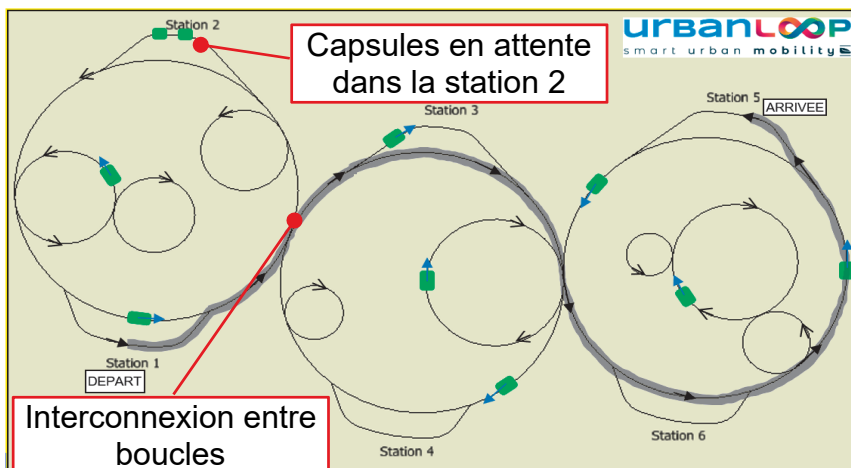 Station 2
Capsules en attente
dans la station 2
urbanLOOP
smart urban mobility
Station 3
Station 5
ARRIVEE
Station 1
DEPART
Interconnexion entre
boucles
Station 4
Station 6